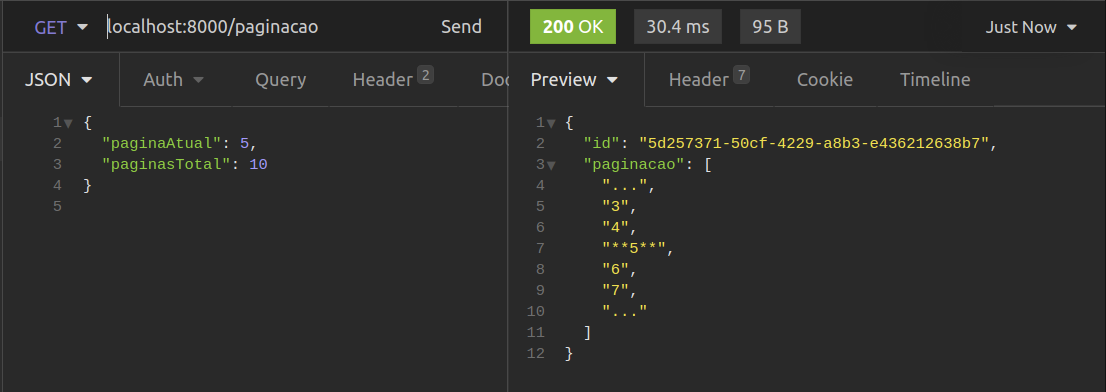 GET localhost:8000/paginacao Send
200 OK 30.4 ms 95 B Just Now
JSON Auth Query Header 2 Doc
Preview Header 7 Cookie Timeline
1 {
2 "paginaAtual": 5,
3 "paginasTotal": 10
4 }
5
1 {
2 "id": "5d257371-50cf-4229-a8b3-e436212638b7",
3 "paginacao": [
4 "...",
5 "3",
6 "4",
7 "**5**",
8 "6",
9 "7",
10 "..."
11 ]
12 }